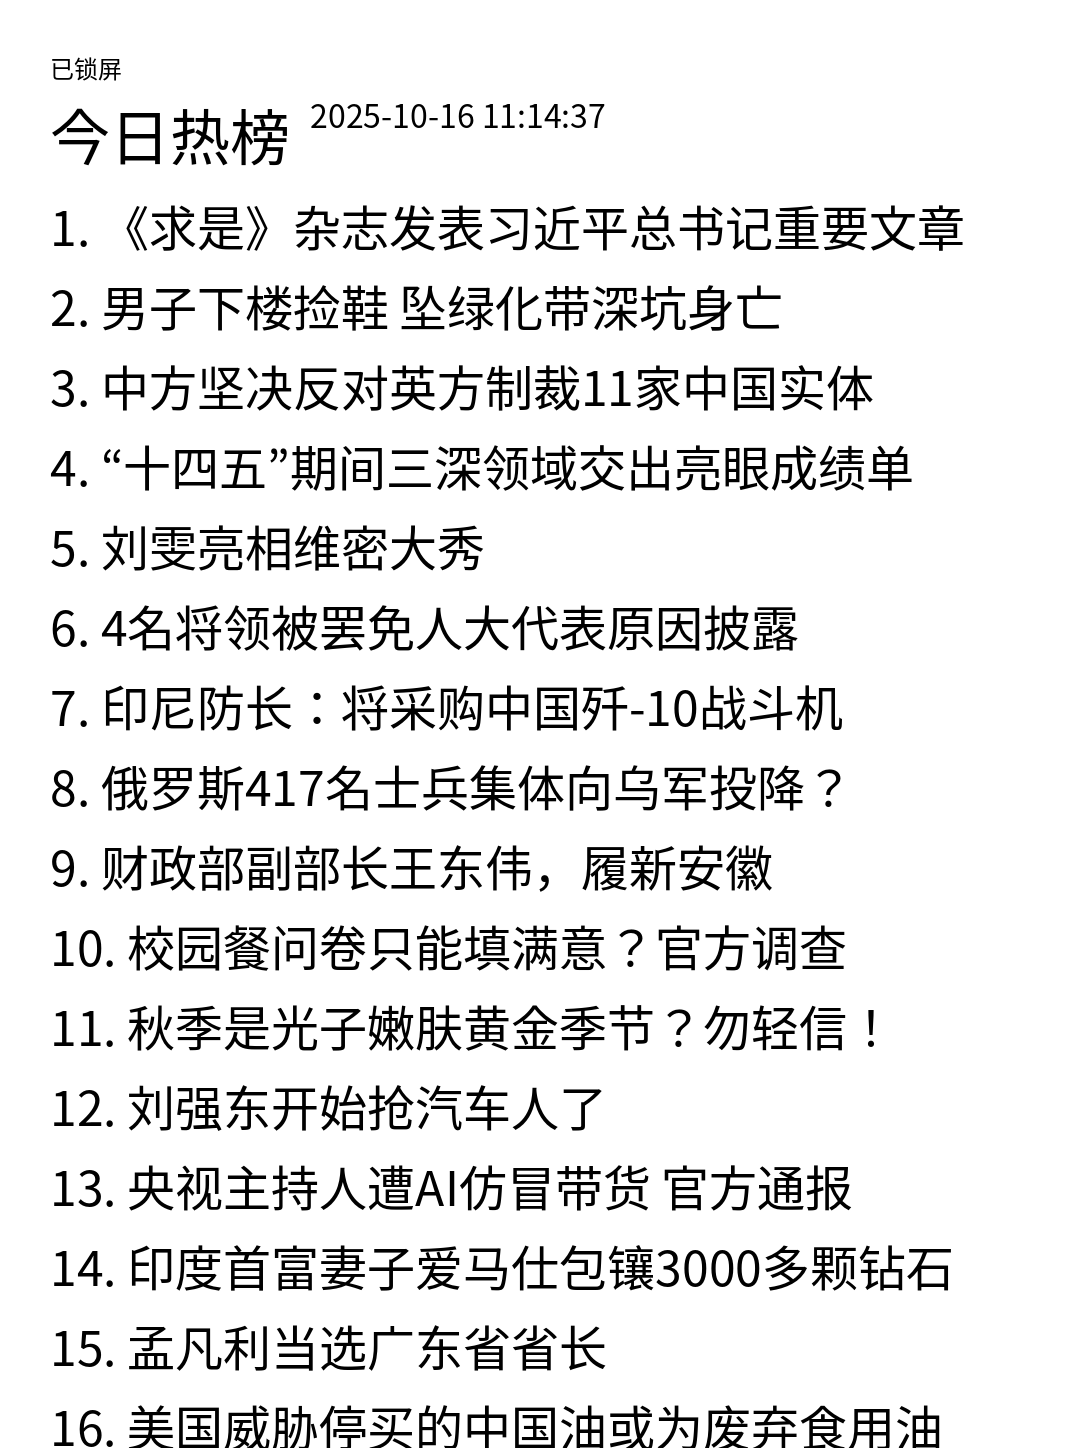 已锁屏
今日热榜 2025-10-16 11:14:37
1. 《求是》杂志发表习近平总书记重要文章
2. 男子下楼捡鞋 坠绿化带深坑身亡
3. 中方坚决反对英方制裁11家中国实体
4. “十四五”期间三深领域交出亮眼成绩单
5. 刘雯亮相维密大秀
6. 4名将领被罢免人大代表原因披露
7. 印尼防长：将采购中国歼-10战斗机
8. 俄罗斯417名士兵集体向乌军投降？
9. 财政部副部长王东伟，履新安徽
10. 校园餐问卷只能填满意？官方调查
11. 秋季是光子嫩肤黄金季节？勿轻信！
12. 刘强东开始抢汽车人了
13. 央视主持人遭AI仿冒带货 官方通报
14. 印度首富妻子爱马仕包镶3000多颗钻石
15. 孟凡利当选广东省省长
16. 美国威胁停买的中国油或为废弃食用油